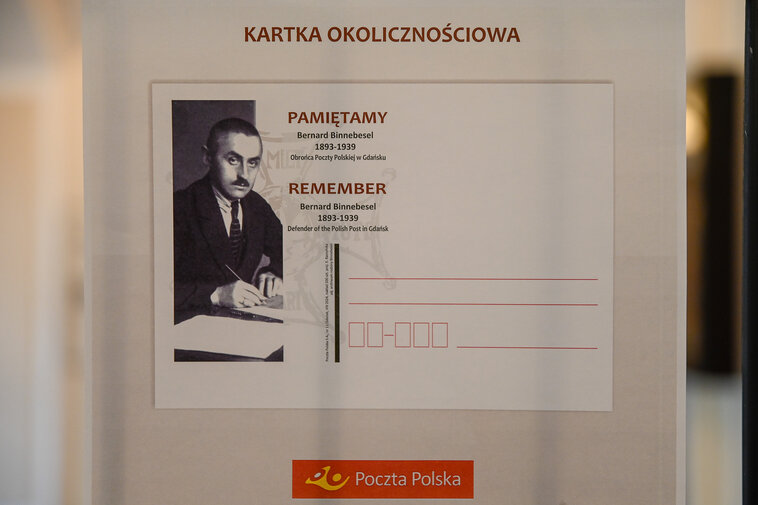 KARTKA OKOLICZNOŚCIOWA
PAMIĘTAMY
Bernard Binnebesel
1893-1939
Obrońca Poczty Polskiej w Gdańsku
REMEMBER
Bernard Binnebesel
1893-1939
Defender of the Polish Post in Gdańsk
Poczta Polska